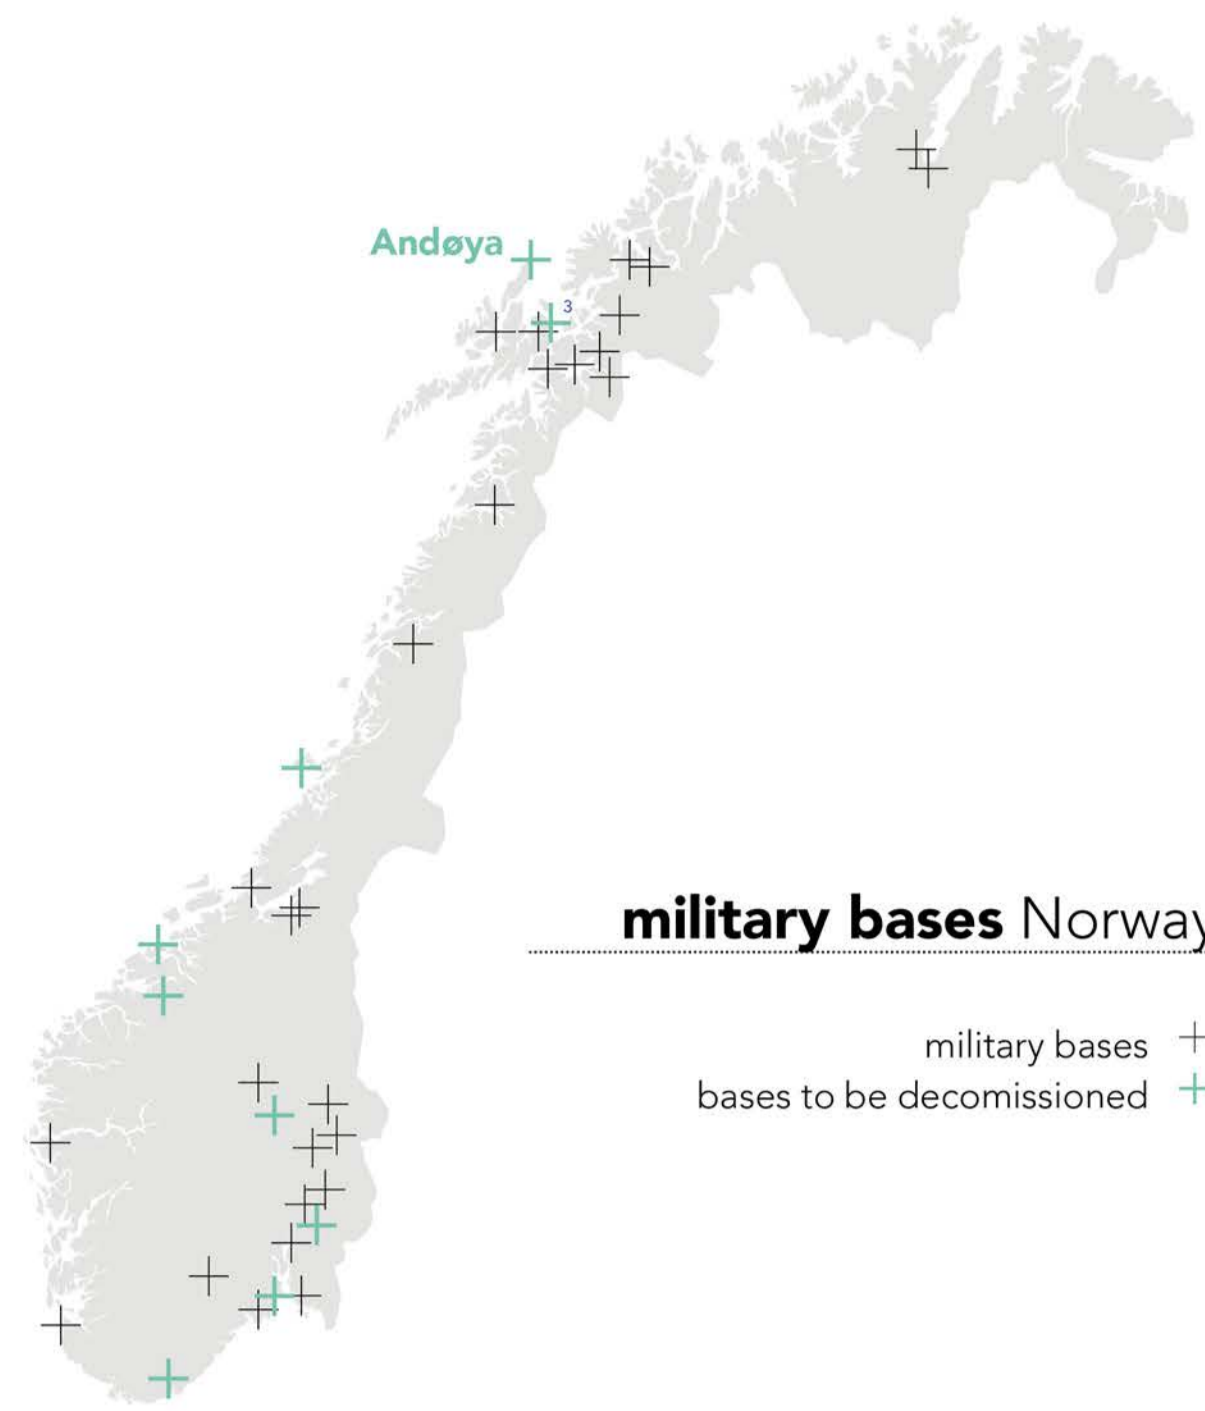 Andøya
3
military bases Norway
military bases
bases to be decomissioned